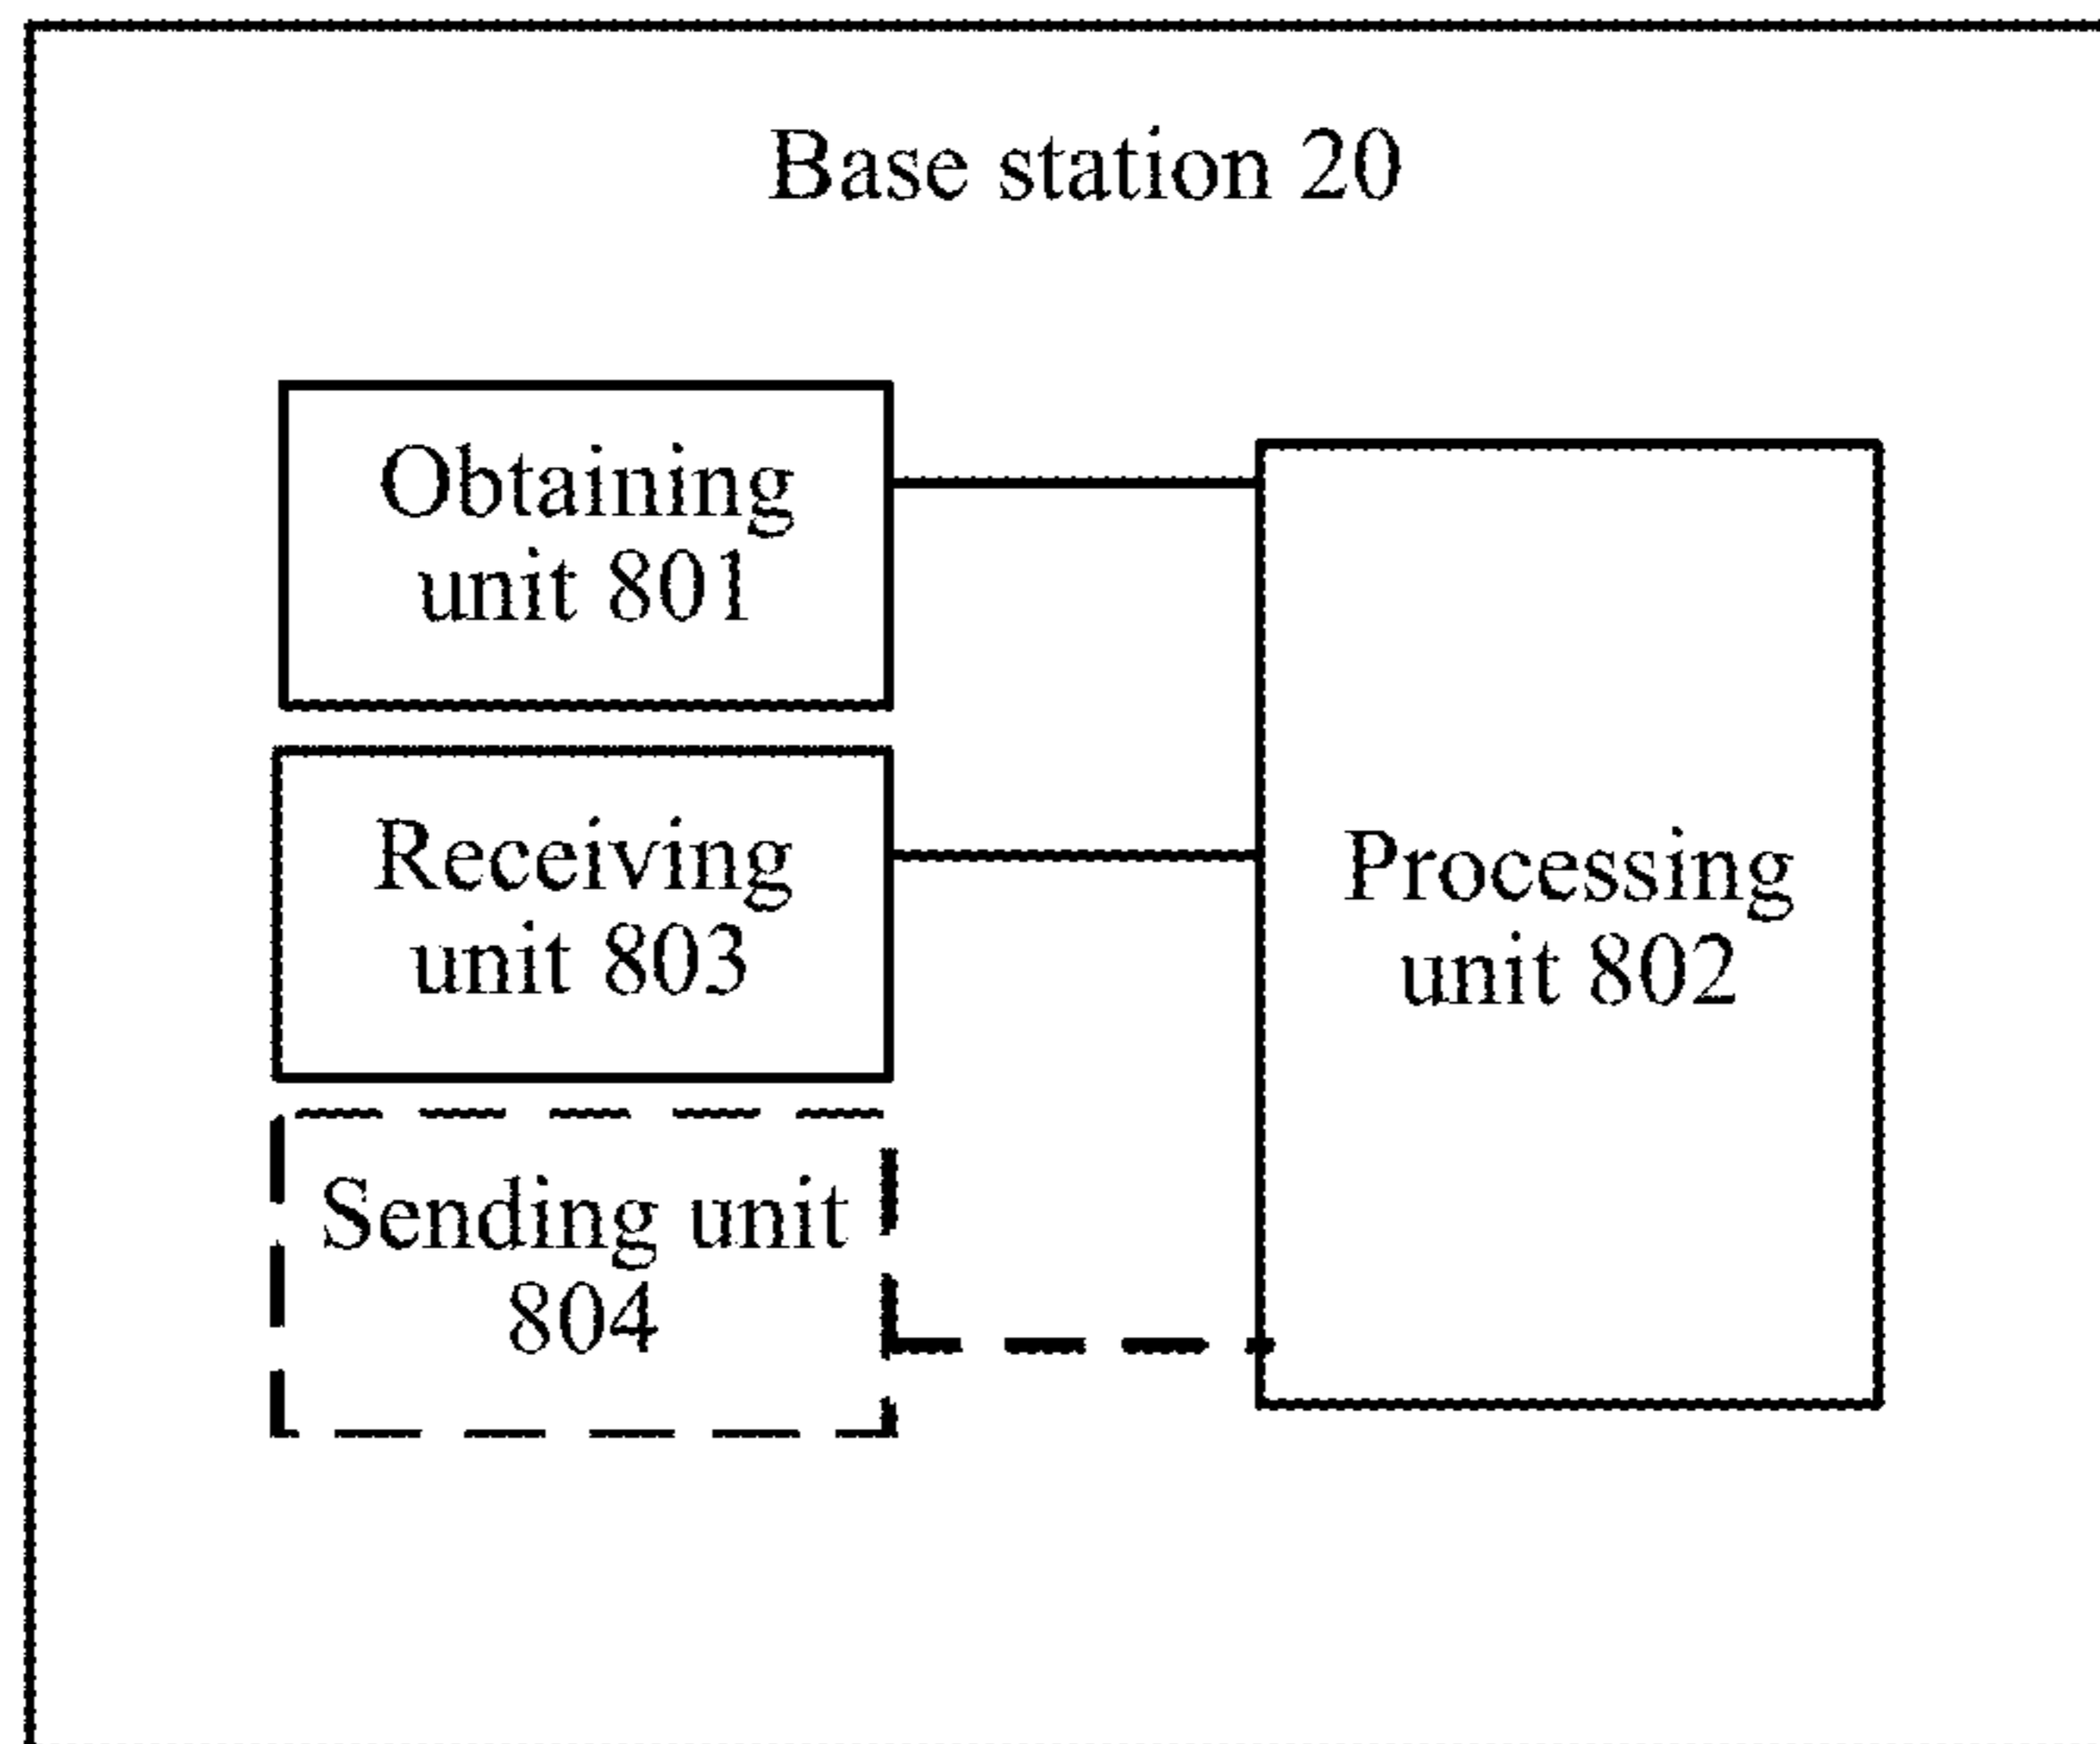 Base station 20
Obtaining
unit 801
Receiving
unit 803
Processing
unit 802
Sending unit
804